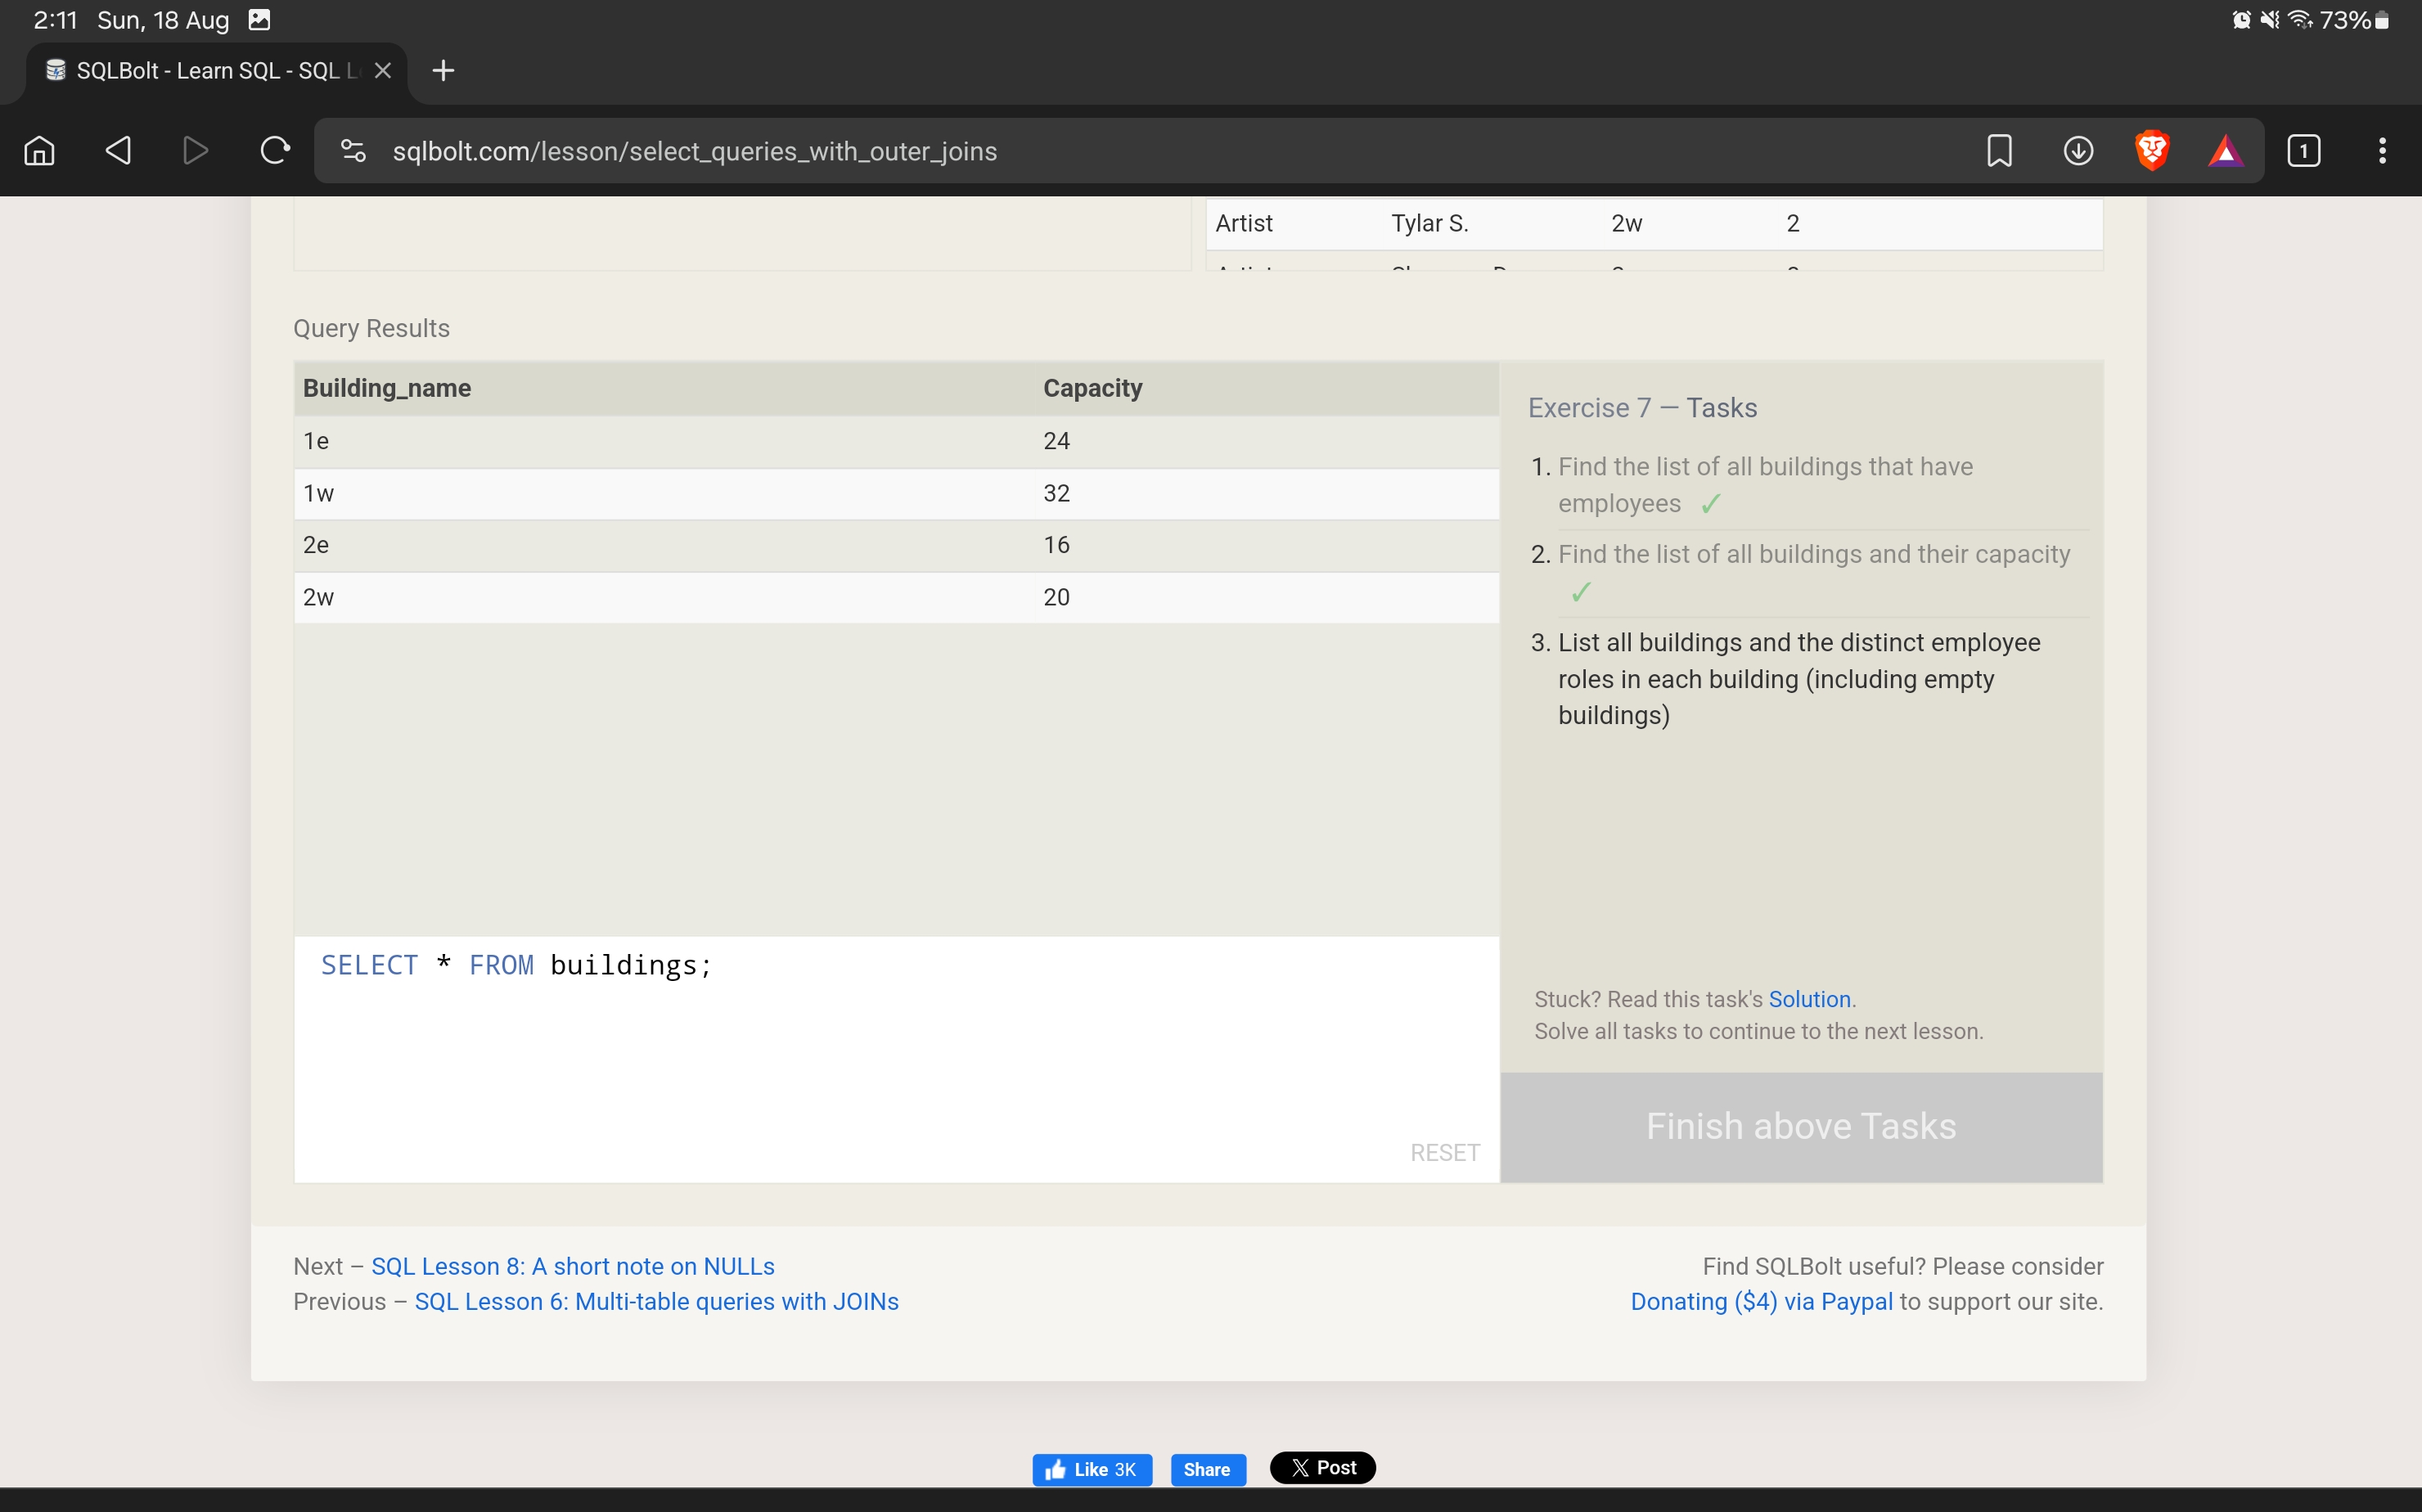 2:11 Sun, 18 Aug 73%
SQLBolt - Learn SQL - SQL L
sqlbolt.com/lesson/select_queries_with_outer_joins 1
Artist Tylar S. 2w 2
Query Results
Building_name Capacity
1e 24
1w 32
2e 16
2w 20
Exercise 7 — Tasks
1. Find the list of all buildings that have
employees ✓
2. Find the list of all buildings and their capacity
✓
3. List all buildings and the distinct employee
roles in each building (including empty
buildings)
SELECT * FROM buildings;
RESET
Stuck? Read this task's Solution.
Solve all tasks to continue to the next lesson.
Finish above Tasks
Next – SQL Lesson 8: A short note on NULLs
Previous – SQL Lesson 6: Multi-table queries with JOINs
Find SQLBolt useful? Please consider
Donating ($4) via Paypal to support our site.
Like 3K Share X Post